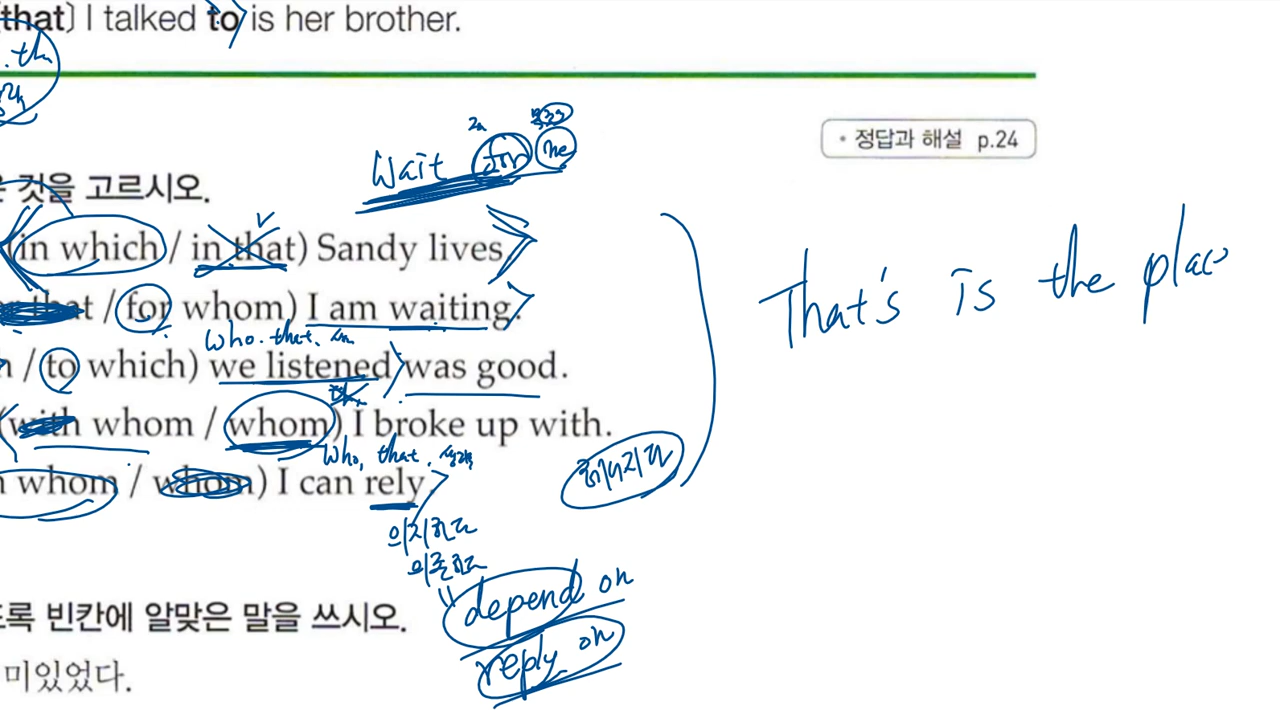 that) I talked to is her brother.
• 정답과 해설 p.24
Wait for me
것을 고르시오.
(in which / in that) Sandy lives
That's is the plac
that / for whom) I am waiting.
who. that.
/ to which) we listened was good.
(with whom / whom) I broke up with.
who, that. 생략
whom / whom) I can rely
헤어지다
의지하다
의존하다
depend on
reply on
빈칸에 알맞은 말을 쓰시오.
미있었다.